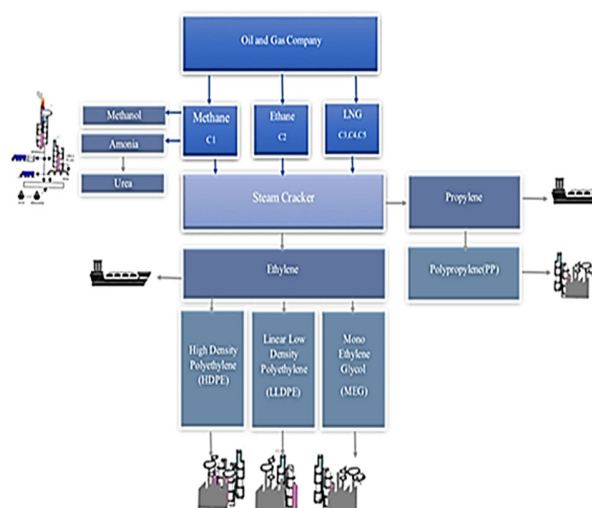 Oil and Gas Company
Methanol
Methane
C1
Ethane
C2
LNG
C3,C4,C5
Amonia
Urea
Steam Cracker
Propylene
Ethylene
Polypropylene(PP)
High Density
Polyethylene
(HDPE)
Linear Low
Density
Polyethylene
(LLDPE)
Mono
Ethylene
Glycol
(MEG)